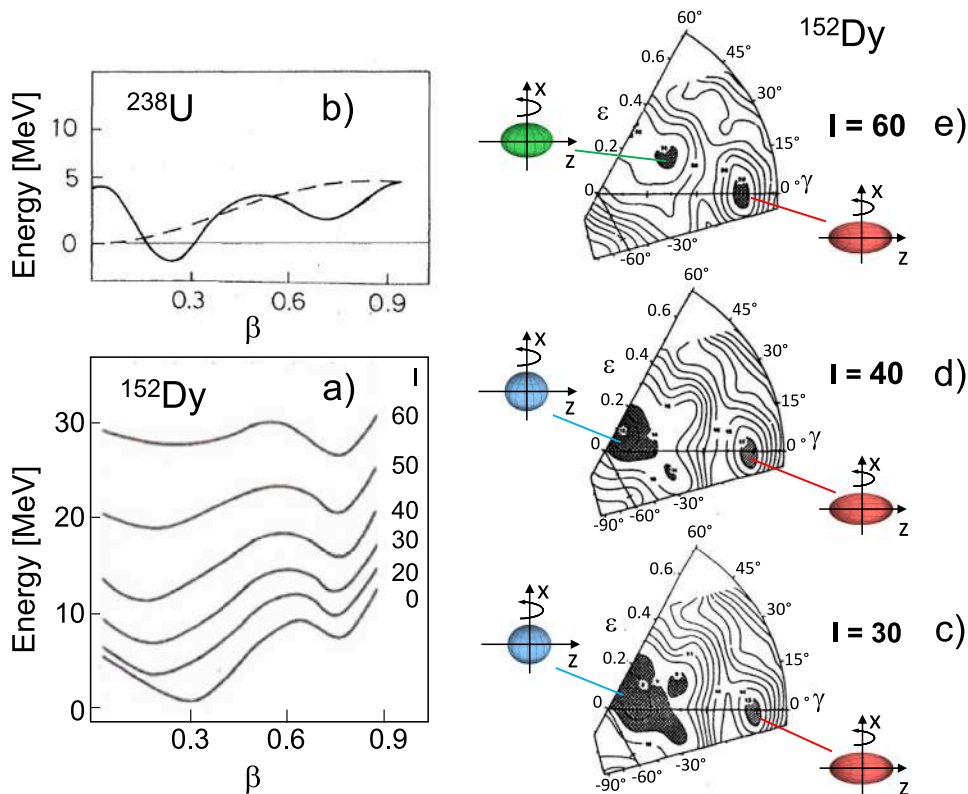 ²³⁸U
b)
Energy [MeV]
10
5
0
0.3
0.6
0.9
β
¹⁵²Dy
a)
I
60
50
40
30
20
0
Energy [MeV]
30
20
10
0
0.3
0.6
0.9
β
¹⁵²Dy
60°
45°
30°
15°
0° γ
-30°
-60°
0.6
0.4
ε
0.2
0
I = 60
e)
x
z
x
z
60°
45°
30°
15°
0° γ
-30°
-60°
-90°
0.6
0.4
ε
0.2
0
I = 40
d)
x
z
x
z
60°
45°
30°
15°
0° γ
-30°
-60°
-90°
0.6
0.4
ε
0.2
0
I = 30
c)
x
z
x
z